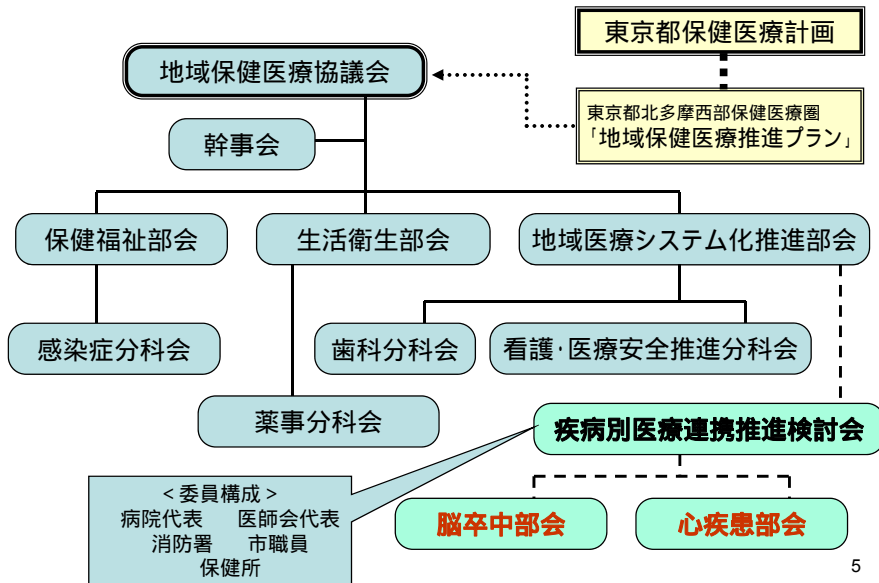 東京都保健医療計画
地域保健医療協議会
東京都北多摩西部保健医療圏
「地域保健医療推進プラン」
幹事会
保健福祉部会
生活衛生部会
地域医療システム化推進部会
感染症分科会
歯科分科会
看護・医療安全推進分科会
薬事分科会
疾病別医療連携推進検討会
＜委員構成＞
病院代表　医師会代表
消防署　市職員
保健所
脳卒中部会
心疾患部会
5